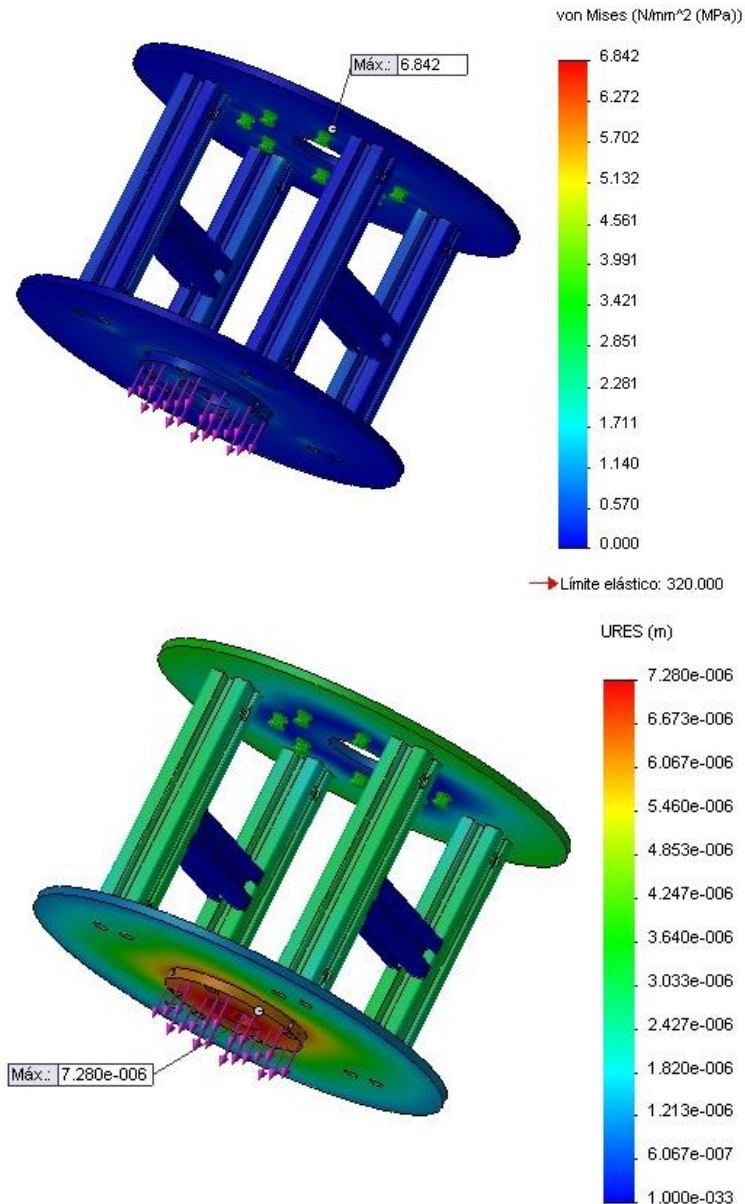 von Mises (N/mm^2 (MPa))
Máx.: 6.842
6.842
6.272
5.702
5.132
4.561
3.991
3.421
2.851
2.281
1.711
1.140
0.570
0.000
Límite elástico: 320.000
URES (m)
7.280e-006
6.673e-006
6.067e-006
5.460e-006
4.853e-006
4.247e-006
3.640e-006
3.033e-006
2.427e-006
1.820e-006
1.213e-006
6.067e-007
1.000e-033
Máx.: 7.280e-006